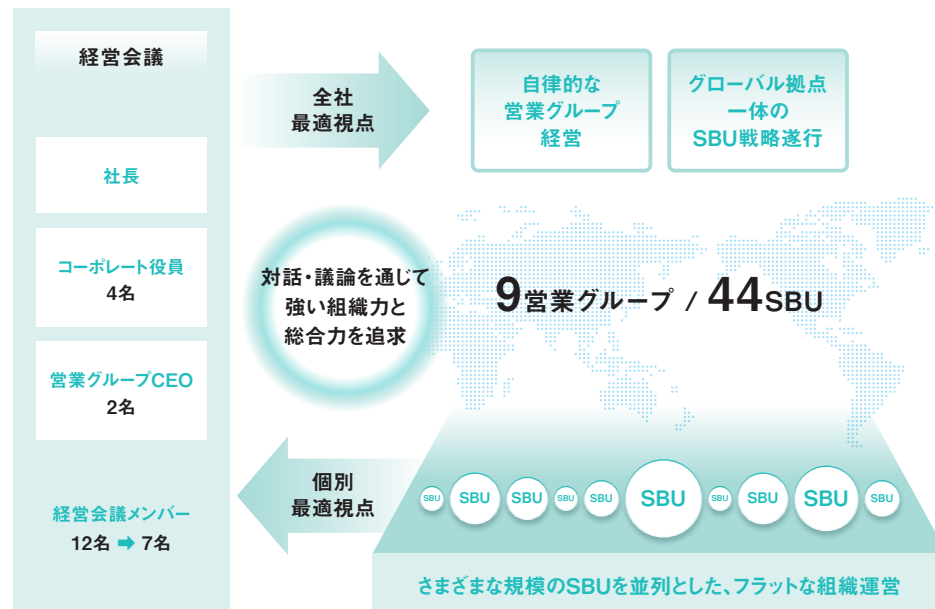 経営会議
社長
コーポレート役員
4名
営業グループCEO
2名
経営会議メンバー
12名 ➡ 7名
全社
最適視点
自律的な
営業グループ
経営
グローバル拠点
一体の
SBU戦略遂行
対話・議論を通じて
強い組織力と
総合力を追求
9営業グループ / 44SBU
個別
最適視点
SBU
SBU
SBU
SBU
SBU
SBU
SBU
SBU
SBU
SBU
さまざまな規模のSBUを並列とした、フラットな組織運営